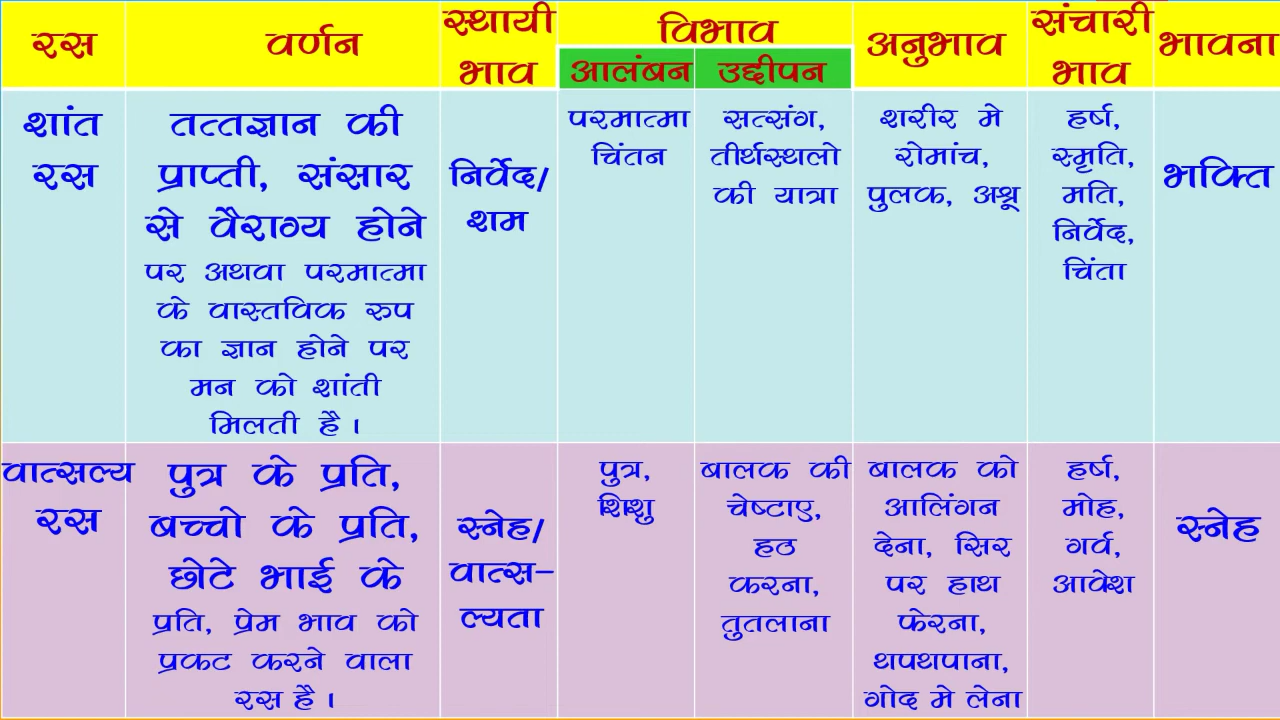 रस
वर्णन
स्थायी
भाव
विभाव
आलंबन
उद्दीपन
अनुभाव
संचारी
भाव
भावना
शांत
रस
तत्तज्ञान की
प्राप्ती, संसार
से वैराग्य होने
पर अथवा परमात्मा
के वास्तविक रुप
का ज्ञान होने पर
मन को शांती
मिलती है।
निर्वेद/
शम
परमात्मा
चिंतन
सत्संग,
तीर्थस्थलो
की यात्रा
शरीर मे
रोमांच,
पुलक, अश्रू
हर्ष,
स्मृति,
मति,
निर्वेद,
चिंता
भक्ति
वात्सल्य
रस
पुत्र के प्रति,
बच्चो के प्रति,
छोटे भाई के
प्रति, प्रेम भाव को
प्रकट करने वाला
रस है।
स्नेह/
वात्स-
ल्यता
पुत्र,
शिशु
बालक की
चेष्टाए,
हठ
करना,
तुतलाना
बालक को
आलिंगन
देना, सिर
पर हाथ
फेरना,
थपथपाना,
गोद मे लेना
हर्ष,
मोह,
गर्व,
आवेश
स्नेह